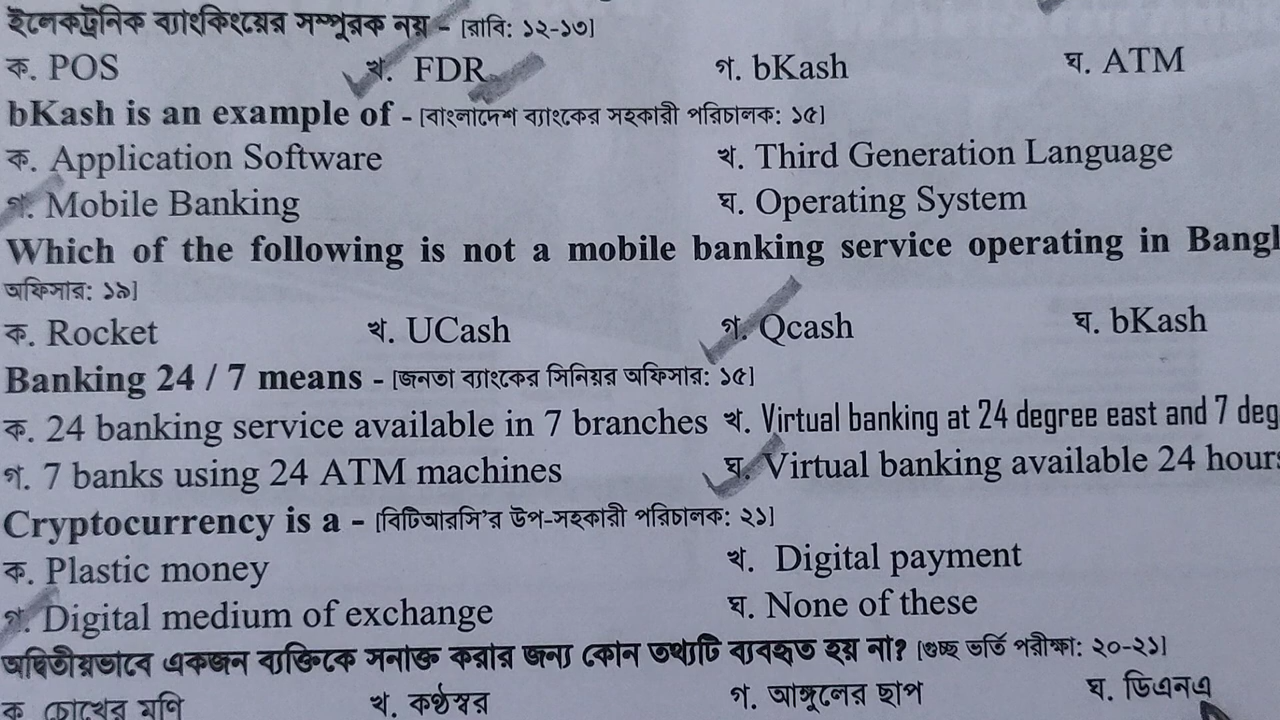 ইলেকট্রনিক ব্যাংকিংয়ের সম্পূরক নয় - [রাবি: ১২-১৩]
ক. POS খ. FDR গ. bKash ঘ. ATM
bKash is an example of - [বাংলাদেশ ব্যাংকের সহকারী পরিচালক: ১৫]
ক. Application Software খ. Third Generation Language
গ. Mobile Banking ঘ. Operating System
Which of the following is not a mobile banking service operating in Bangl
অফিসার: ১৯]
ক. Rocket খ. UCash গ. Qcash ঘ. bKash
Banking 24 / 7 means - [জনতা ব্যাংকের সিনিয়র অফিসার: ১৫]
ক. 24 banking service available in 7 branches খ. Virtual banking at 24 degree east and 7 deg
গ. 7 banks using 24 ATM machines ঘ. Virtual banking available 24 hours
Cryptocurrency is a - [বিটিআরসি'র উপ-সহকারী পরিচালক: ২১]
ক. Plastic money খ. Digital payment
গ. Digital medium of exchange ঘ. None of these
অদ্বিতীয়ভাবে একজন ব্যক্তিকে সনাক্ত করার জন্য কোন তথ্যটি ব্যবহৃত হয় না? [গুচ্ছ ভর্তি পরীক্ষা: ২০-২১]
ক চোখের মণি খ. কণ্ঠস্বর গ. আঙ্গুলের ছাপ ঘ. ডিএনএ